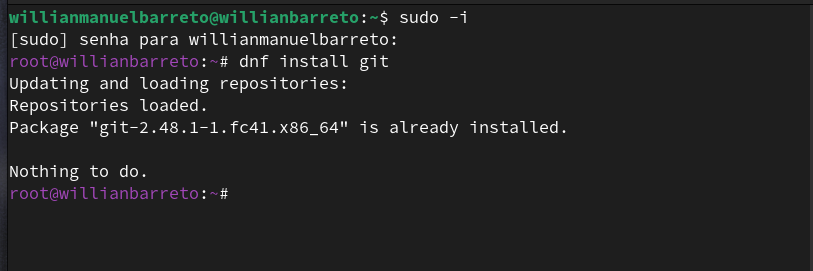 willianmanuelbarreto@willianbarreto:~$ sudo -i
[sudo] senha para willianmanuelbarreto:
root@willianbarreto:~# dnf install git
Updating and loading repositories:
Repositories loaded.
Package "git-2.48.1-1.fc41.x86_64" is already installed.
Nothing to do.
root@willianbarreto:~#